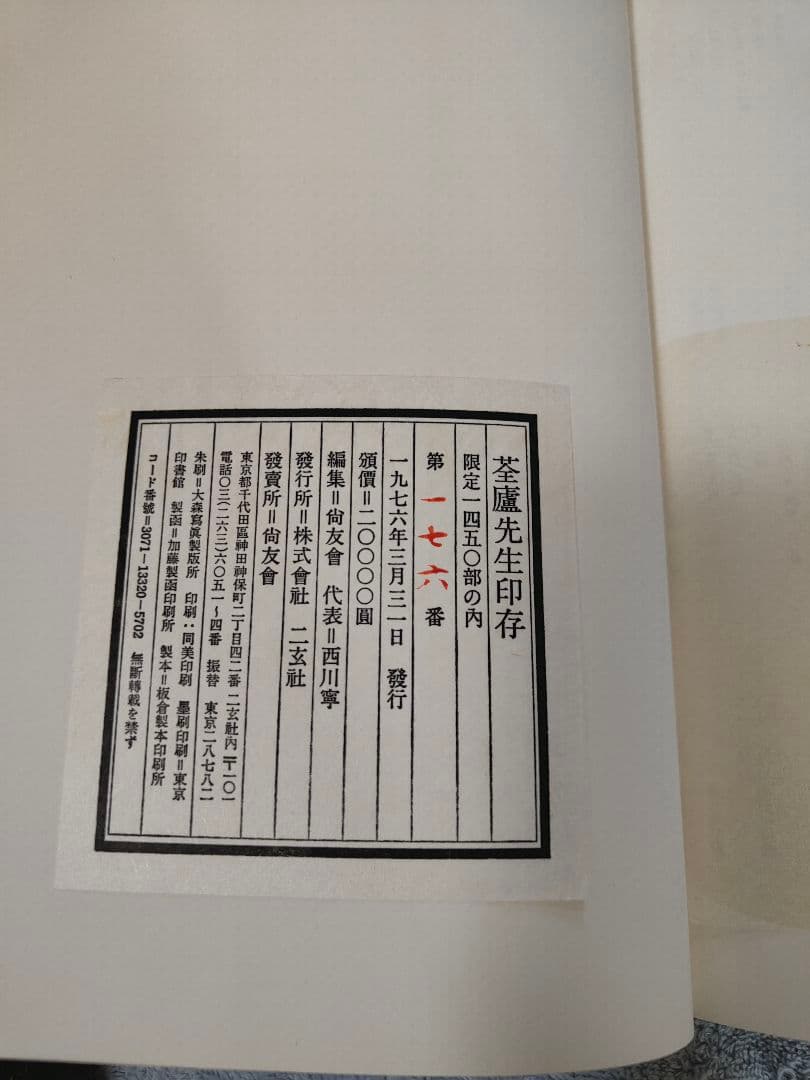 荃廬先生印存
限定一四五〇部の內
第一七六番
一九七六年三月三一日　發行
頒價＝二〇〇〇〇圓
編集＝尙友會　代表＝西川寧
發行所＝株式會社　二玄社
發賣所＝尙友會
東京都千代田區神田神保町二丁目四二番　二玄社內　〒一〇一
電話〇三（二六三）六〇五一～四番　振替　東京二八七八二
朱刷＝大森寫眞製版所　印刷：同美印刷　墨刷印刷＝東京
印書館　製函＝加藤製函印刷所　製本＝板倉製本印刷所
コード番號＝3071－13320－5702　無斷轉載を禁ず